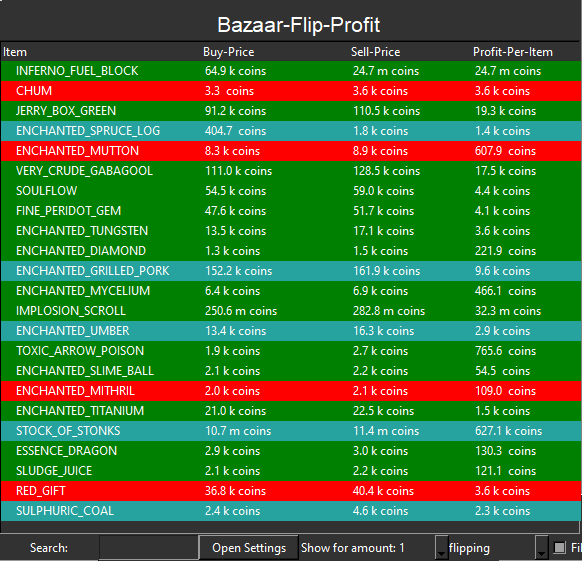 Bazaar-Flip-Profit
Item Buy-Price Sell-Price Profit-Per-Item
INFERNO_FUEL_BLOCK 64.9 k coins 24.7 m coins 24.7 m coins
CHUM 3.3 coins 3.6 k coins 3.6 k coins
JERRY_BOX_GREEN 91.2 k coins 110.5 k coins 19.3 k coins
ENCHANTED_SPRUCE_LOG 404.7 coins 1.8 k coins 1.4 k coins
ENCHANTED_MUTTON 8.3 k coins 8.9 k coins 607.9 coins
VERY_CRUDE_GABAGOOL 111.0 k coins 128.5 k coins 17.5 k coins
SOULFLOW 54.5 k coins 59.0 k coins 4.4 k coins
FINE_PERIDOT_GEM 47.6 k coins 51.7 k coins 4.1 k coins
ENCHANTED_TUNGSTEN 13.5 k coins 17.1 k coins 3.6 k coins
ENCHANTED_DIAMOND 1.3 k coins 1.5 k coins 221.9 coins
ENCHANTED_GRILLED_PORK 152.2 k coins 161.9 k coins 9.6 k coins
ENCHANTED_MYCELIUM 6.4 k coins 6.9 k coins 466.1 coins
IMPLOSION_SCROLL 250.6 m coins 282.8 m coins 32.3 m coins
ENCHANTED_UMBER 13.4 k coins 16.3 k coins 2.9 k coins
TOXIC_ARROW_POISON 1.9 k coins 2.7 k coins 765.6 coins
ENCHANTED_SLIME_BALL 2.1 k coins 2.2 k coins 54.5 coins
ENCHANTED_MITHRIL 2.0 k coins 2.1 k coins 109.0 coins
ENCHANTED_TITANIUM 21.0 k coins 22.5 k coins 1.5 k coins
STOCK_OF_STONKS 10.7 m coins 11.4 m coins 627.1 k coins
ESSENCE_DRAGON 2.9 k coins 3.0 k coins 130.3 coins
SLUDGE_JUICE 2.1 k coins 2.2 k coins 121.1 coins
RED_GIFT 36.8 k coins 40.4 k coins 3.6 k coins
SULPHURIC_COAL 2.4 k coins 4.6 k coins 2.3 k coins
Search: Open Settings Show for amount: 1 flipping